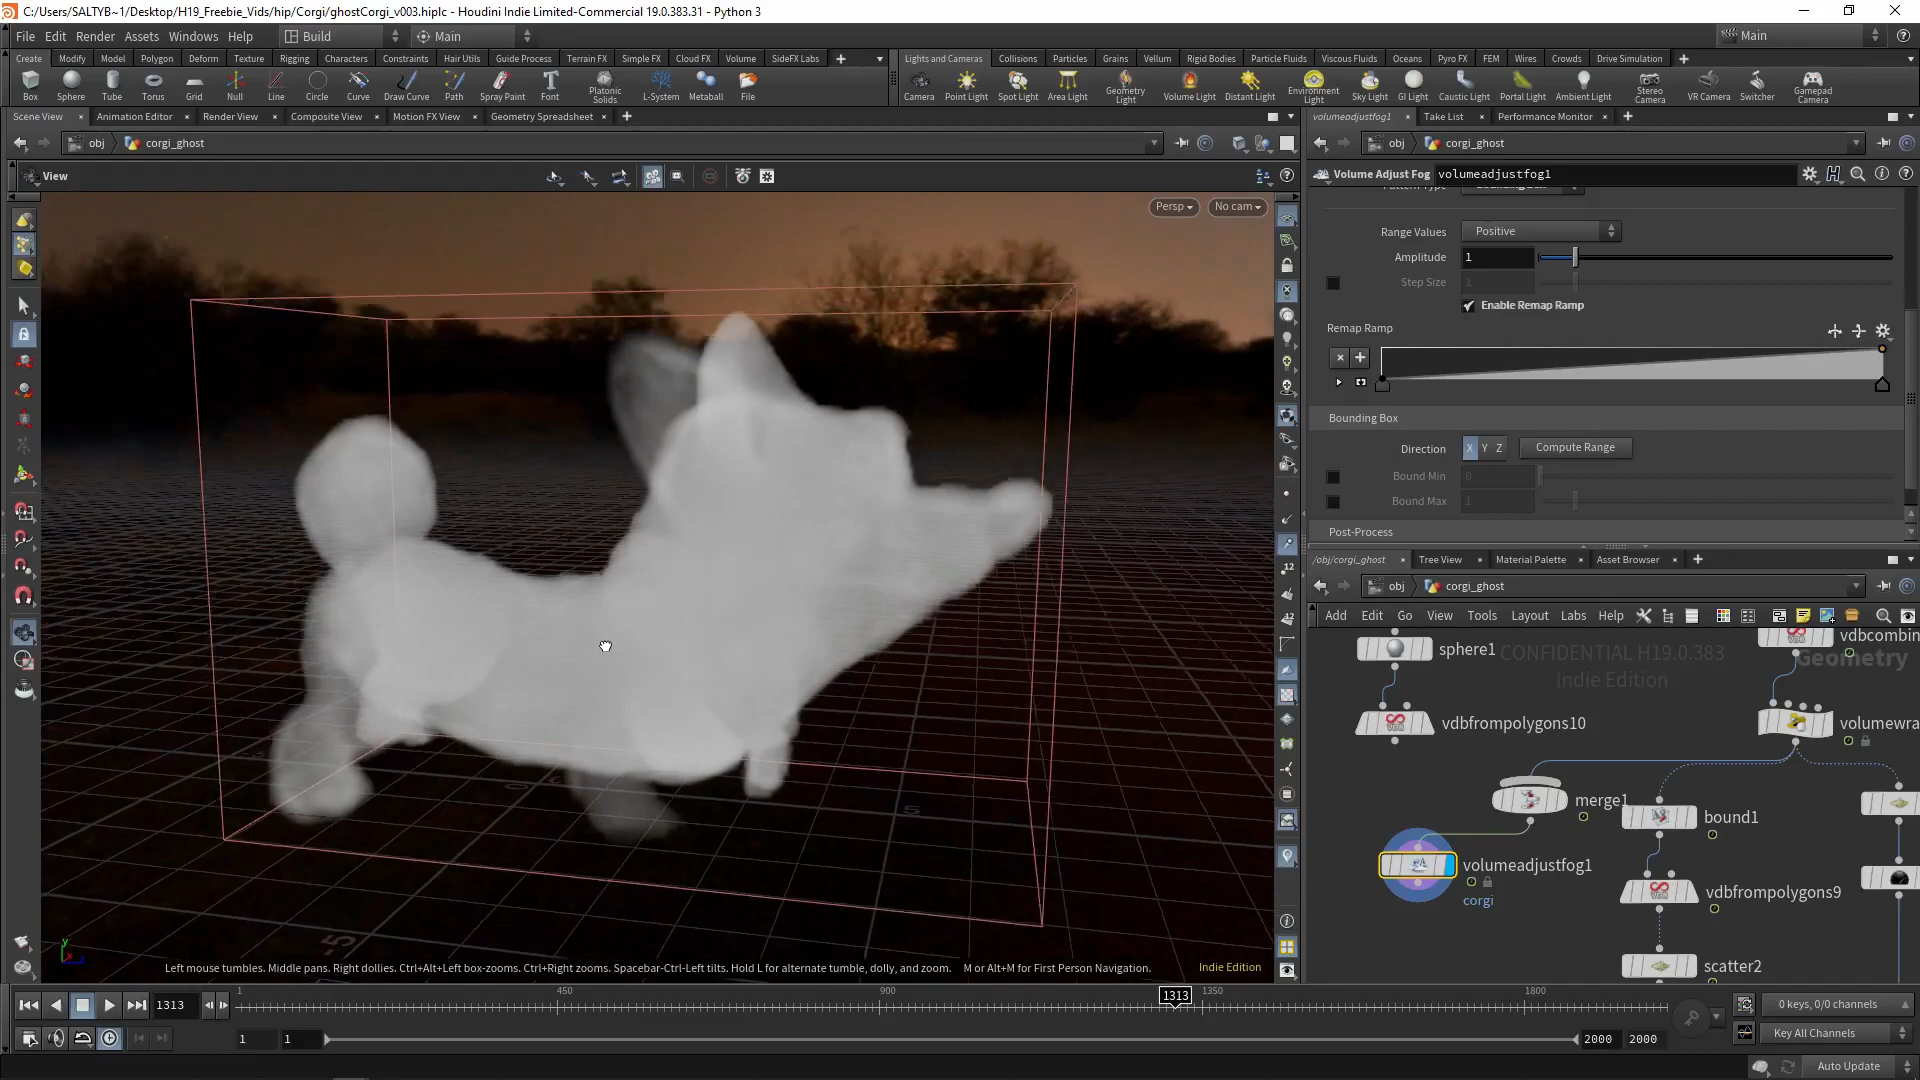 C:/Users/SALTYB~1/Desktop/H19_Freebie_Vids/hip/Corgi/ghostCorgi_v003.hiplc - Houdini Indie Limited-Commercial 19.0.383.31 - Python 3
File Edit Render Assets Windows Help Build Main Main
Create Modify Model Polygon Deform Texture Rigging Characters Constraints Hair Utils Guide Process Terrain FX Simple FX Cloud FX Volume SideFX Labs
Lights and Cameras Collisions Particles Grains Vellum Rigid Bodies Particle Fluids Viscous Fluids Oceans Pyro FX FEM Wires Crowds Drive Simulation
Box Sphere Tube Torus Grid Null Line Circle Curve Draw Curve Path Spray Paint Font Platonic Solids L-System Metaball File
Camera Point Light Spot Light Area Light Geometry Light Volume Light Distant Light Environment Light Sky Light GI Light Caustic Light Portal Light Ambient Light Stereo Camera VR Camera Switcher Gamepad Camera
Scene View Animation Editor Render View Composite View Motion FX View Geometry Spreadsheet
volumeadjustfog1 Take List Performance Monitor
obj corgi_ghost
obj corgi_ghost
View
Volume Adjust Fog volumeadjustfog1
Persp No cam
Range Values Positive
Amplitude 1
Step Size 1
Enable Remap Ramp
Remap Ramp
Bounding Box
Direction X Y Z Compute Range
Bound Min 0
Bound Max 1
Post-Process
/obj/corgi_ghost Tree View Material Palette Asset Browser
obj corgi_ghost
Add Edit Go View Tools Layout Labs Help
sphere1
CONFIDENTIAL H19.0.383
Indie Edition
vdbcombin
Geometry
vdbfrompolygons10
volumewra
merge1
bound1
volumeadjustfog1
corgi
vdbfrompolygons9
scatter2
5
12
42
Left mouse tumbles. Middle pans. Right dollies. Ctrl+Alt+Left box-zooms. Ctrl+Right zooms. Spacebar-Ctrl-Left tilts. Hold L for alternate tumble, dolly, and zoom. M or Alt+M for First Person Navigation.
Indie Edition
1313 1 450 900 1313 1350 1800
0 keys, 0/0 channels
1 1 2000 2000
Key All Channels
Auto Update